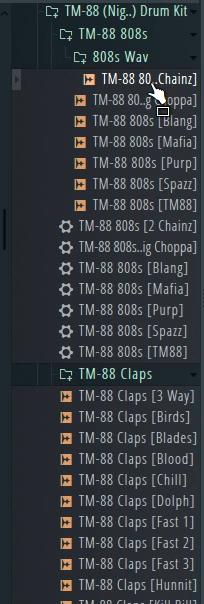 TM-88 (Nig..) Drum Kit
TM-88 808s
808s Wav
TM-88 80..Chainz]
TM-88 80..g Choppa]
TM-88 808s [Blang]
TM-88 808s [Mafia]
TM-88 808s [Purp]
TM-88 808s [Spazz]
TM-88 808s [TM88]
TM-88 808s [2 Chainz]
TM-88 808s..ig Choppa]
TM-88 808s [Blang]
TM-88 808s [Mafia]
TM-88 808s [Purp]
TM-88 808s [Spazz]
TM-88 808s [TM88]
TM-88 Claps
TM-88 Claps [3 Way]
TM-88 Claps [Birds]
TM-88 Claps [Blades]
TM-88 Claps [Blood]
TM-88 Claps [Chill]
TM-88 Claps [Dolph]
TM-88 Claps [Fast 1]
TM-88 Claps [Fast 2]
TM-88 Claps [Fast 3]
TM-88 Claps [Hunnit]
TM-88 Claps [Kill Bill]